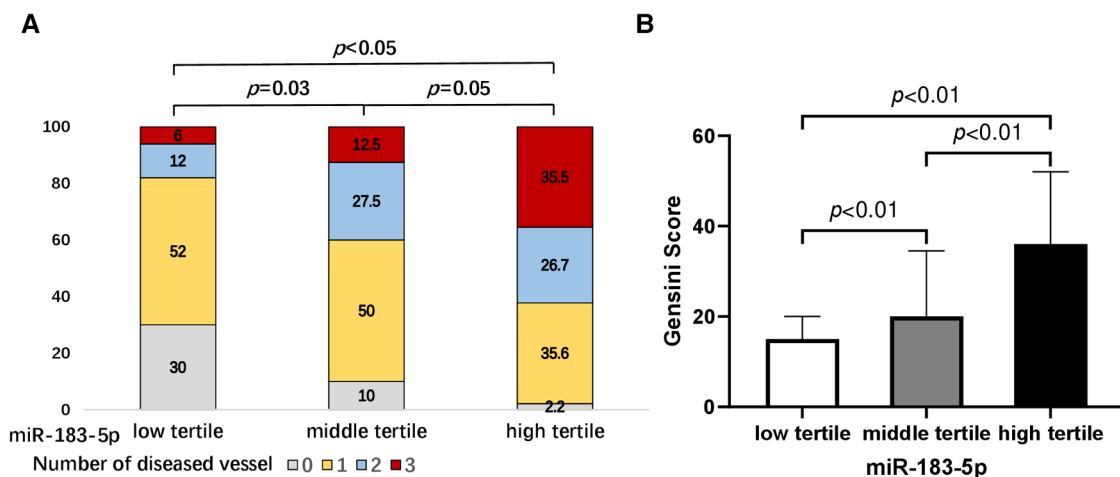 A
p<0.05
p=0.03
p=0.05
100
80
60
40
20
0
6
12
52
30
12.5
27.5
50
10
35.5
26.7
35.6
2.2
miR-183-5p low tertile middle tertile high tertile
Number of diseased vessel 0 1 2 3
B
p<0.01
p<0.01
p<0.01
Gensini Score
60
40
20
0
low tertile middle tertile high tertile
miR-183-5p